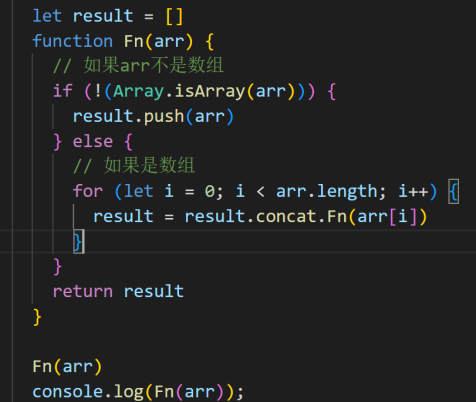 let result = []
function Fn(arr) {
// 如果arr不是数组
if (!(Array.isArray(arr))) {
result.push(arr)
} else {
// 如果是数组
for (let i = 0; i < arr.length; i++) {
result = result.concat.Fn(arr[i])
}
}
return result
}
Fn(arr)
console.log(Fn(arr));